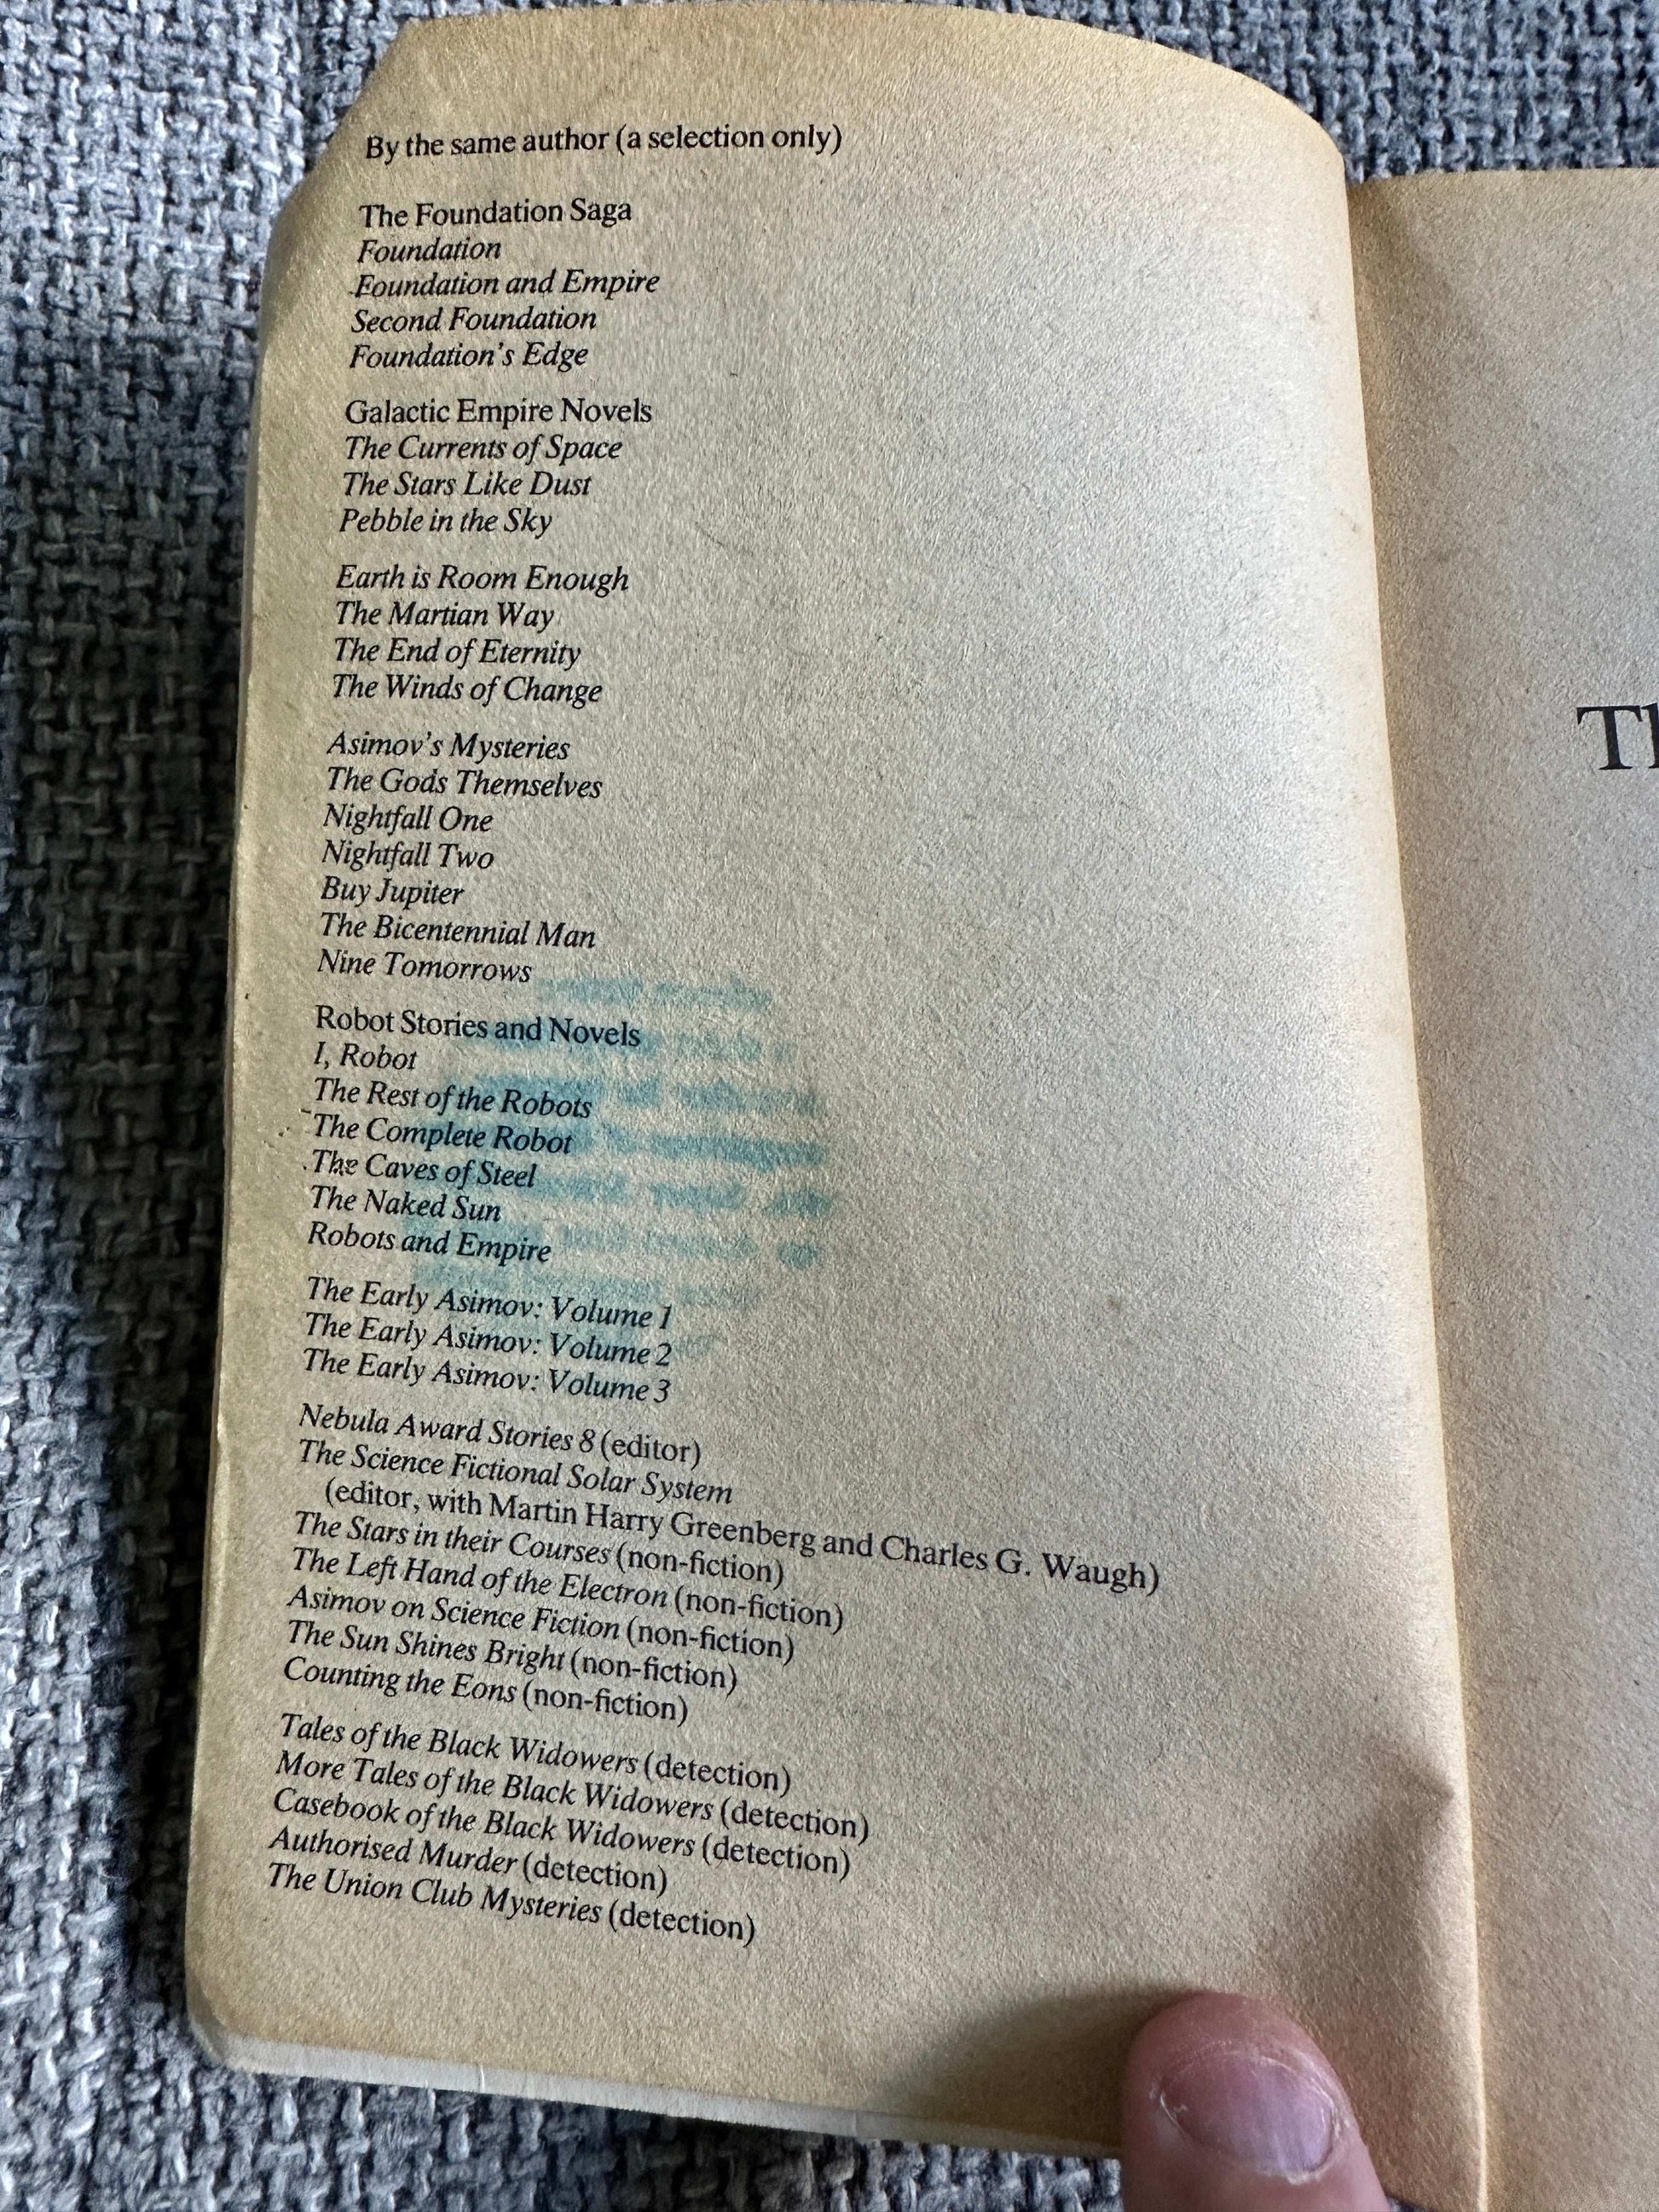 By the same author (a selection only)
The Foundation Saga
Foundation
Foundation and Empire
Second Foundation
Foundation's Edge
Galactic Empire Novels
The Currents of Space
The Stars Like Dust
Pebble in the Sky
Earth is Room Enough
The Martian Way
The End of Eternity
The Winds of Change
Asimov's Mysteries
The Gods Themselves
Nightfall One
Nightfall Two
Buy Jupiter
The Bicentennial Man
Nine Tomorrows
Robot Stories and Novels
I, Robot
The Rest of the Robots
The Complete Robot
The Caves of Steel
The Naked Sun
Robots and Empire
The Early Asimov: Volume 1
The Early Asimov: Volume 2
The Early Asimov: Volume 3
Nebula Award Stories 8 (editor)
The Science Fictional Solar System
(editor, with Martin Harry Greenberg and Charles G. Waugh)
The Stars in their Courses (non-fiction)
The Left Hand of the Electron (non-fiction)
Asimov on Science Fiction (non-fiction)
The Sun Shines Bright (non-fiction)
Counting the Eons (non-fiction)
Tales of the Black Widowers (detection)
More Tales of the Black Widowers (detection)
Casebook of the Black Widowers (detection)
Authorised Murder (detection)
The Union Club Mysteries (detection)